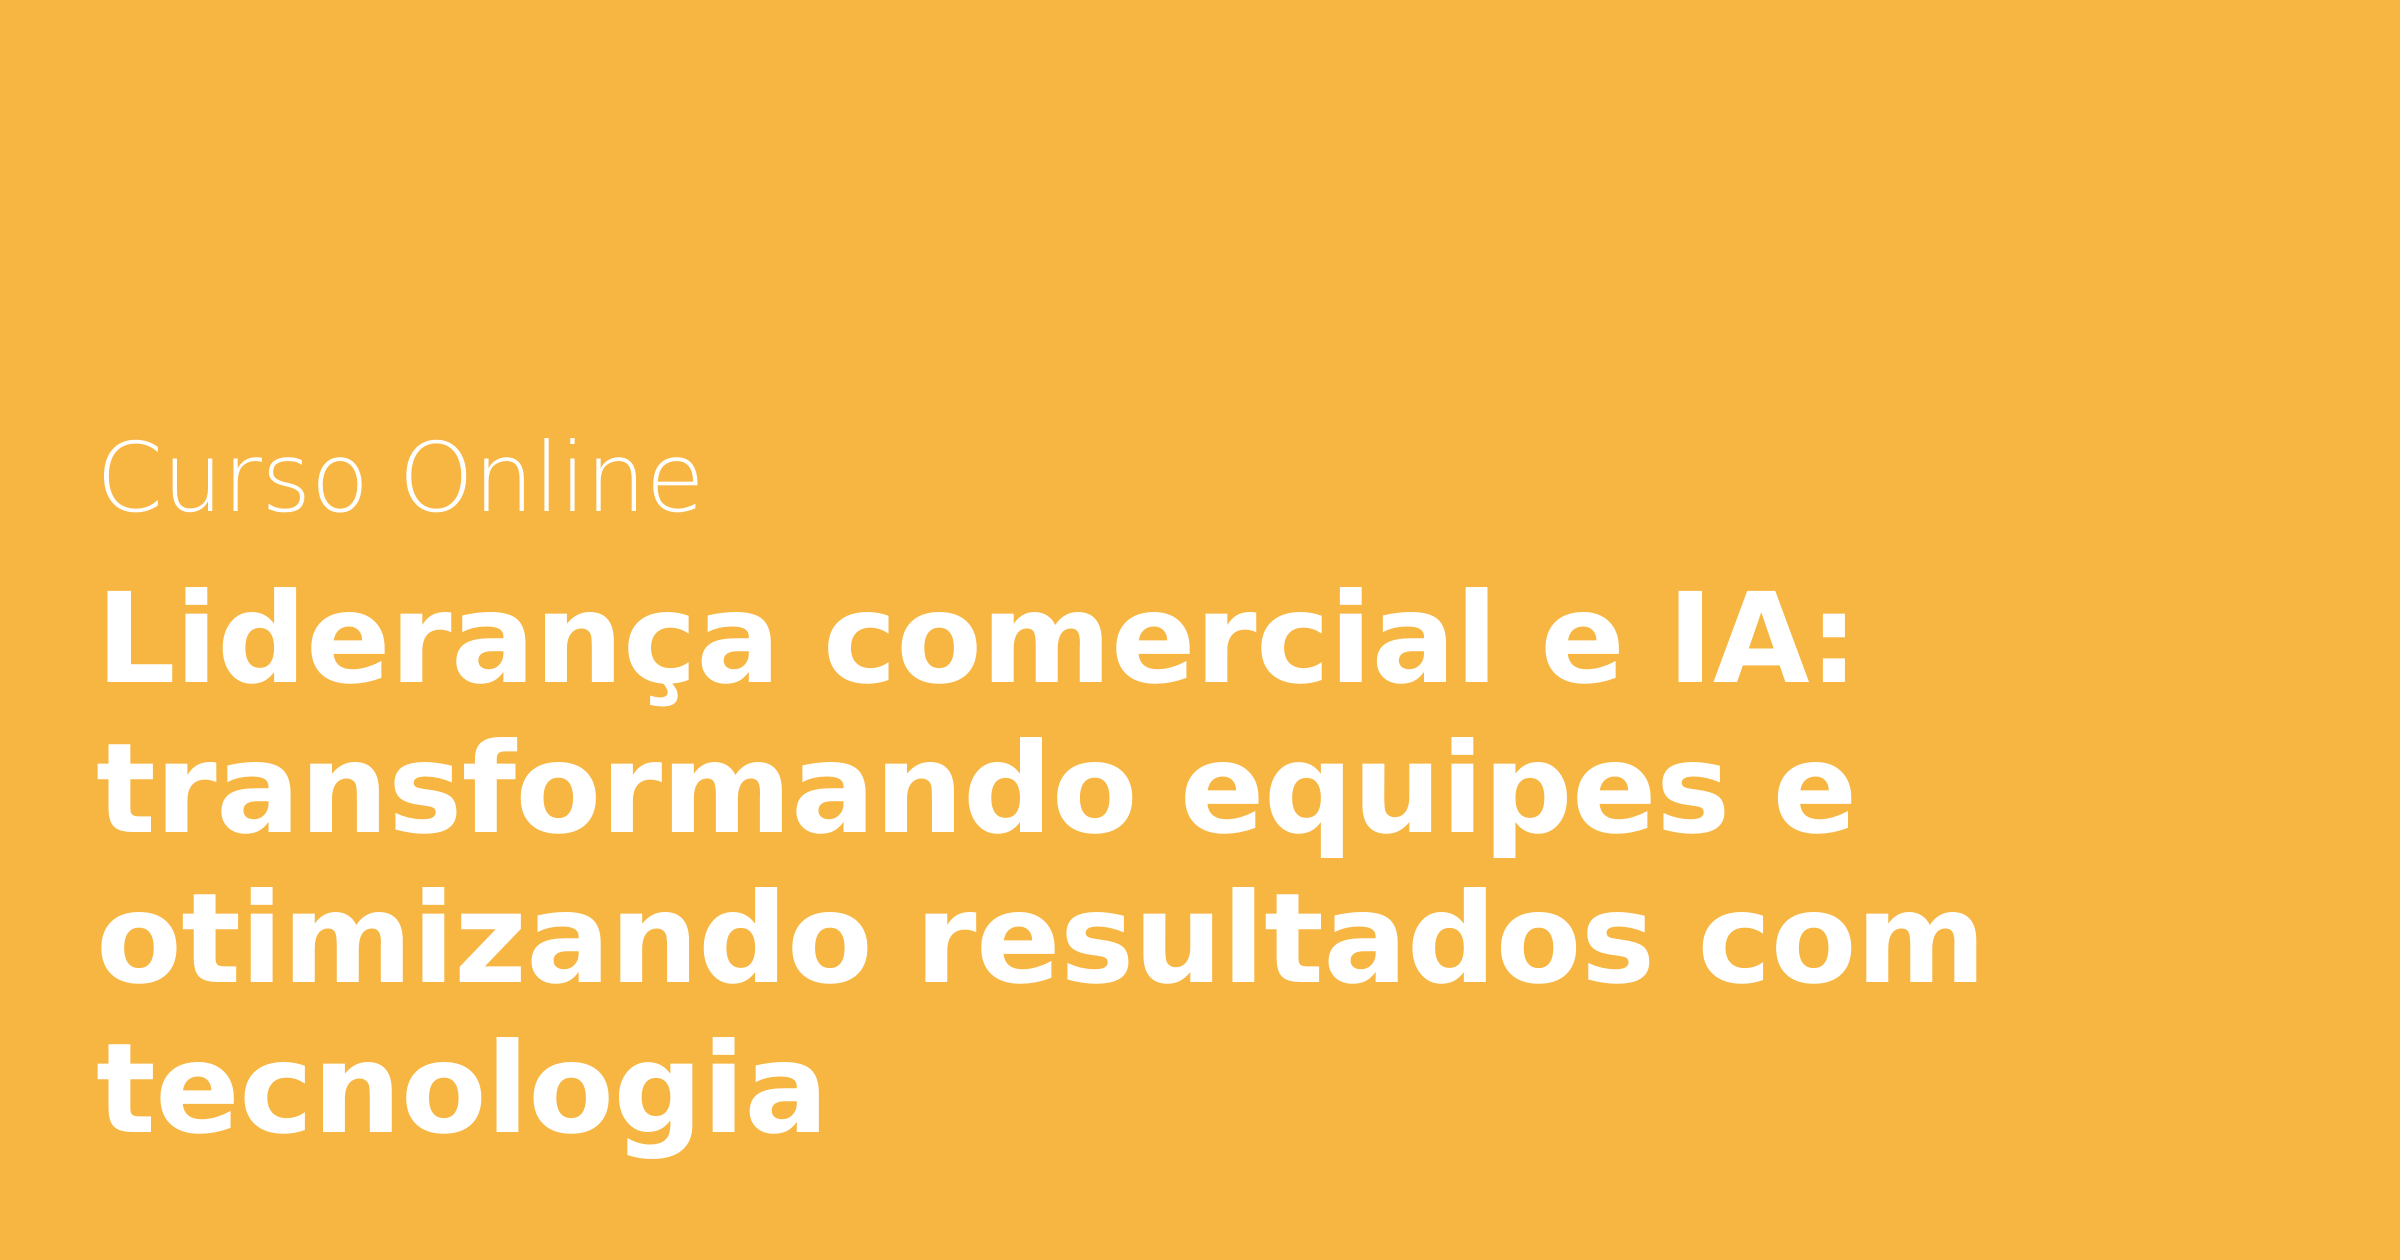 Curso Online
Liderança comercial e IA:
transformando equipes e
otimizando resultados com
tecnologia